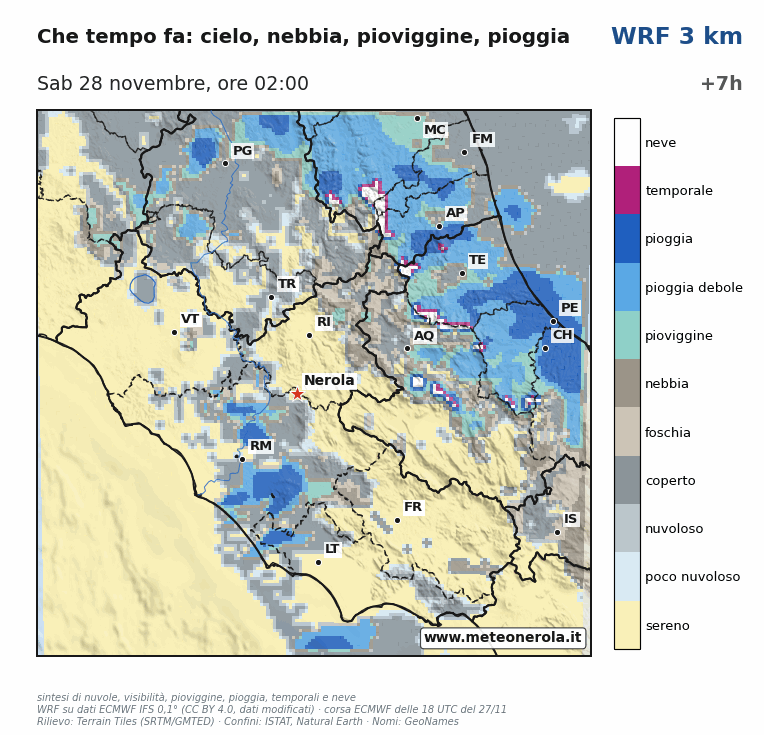 Che tempo fa: cielo, nebbia, pioviggine, pioggia
WRF 3 km
Sab 28 novembre, ore 02:00
+7h
MC
FM
PG
AP
TE
TR
PE
VT
RI
AQ
CH
Nerola
RM
FR
IS
LT
www.meteonerola.it
neve
temporale
pioggia
pioggia debole
pioviggine
nebbia
foschia
coperto
nuvoloso
poco nuvoloso
sereno
sintesi di nuvole, visibilità, pioviggine, pioggia, temporali e neve
WRF su dati ECMWF IFS 0,1° (CC BY 4.0, dati modificati) · corsa ECMWF delle 18 UTC del 27/11
Rilievo: Terrain Tiles (SRTM/GMTED) · Confini: ISTAT, Natural Earth · Nomi: GeoNames